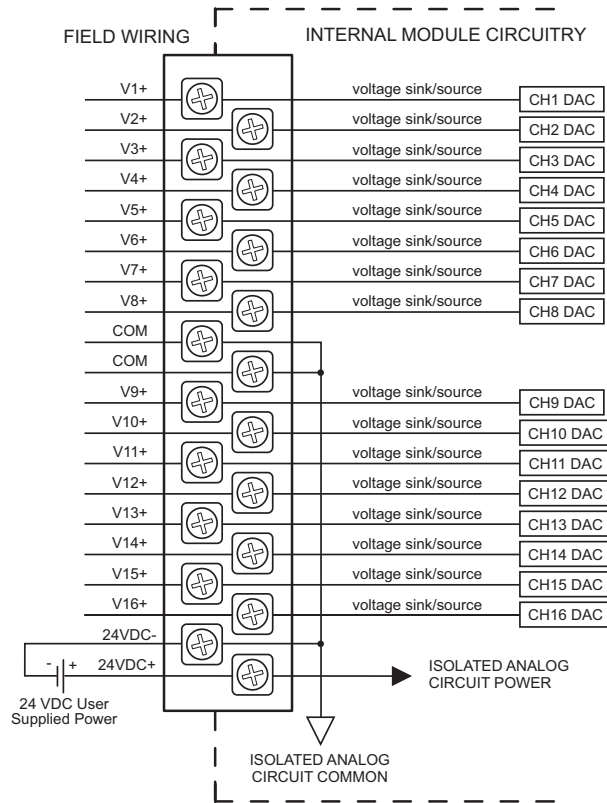 FIELD WIRING
INTERNAL MODULE CIRCUITRY
V1+ voltage sink/source CH1 DAC
V2+ voltage sink/source CH2 DAC
V3+ voltage sink/source CH3 DAC
V4+ voltage sink/source CH4 DAC
V5+ voltage sink/source CH5 DAC
V6+ voltage sink/source CH6 DAC
V7+ voltage sink/source CH7 DAC
V8+ voltage sink/source CH8 DAC
COM
COM
V9+ voltage sink/source CH9 DAC
V10+ voltage sink/source CH10 DAC
V11+ voltage sink/source CH11 DAC
V12+ voltage sink/source CH12 DAC
V13+ voltage sink/source CH13 DAC
V14+ voltage sink/source CH14 DAC
V15+ voltage sink/source CH15 DAC
V16+ voltage sink/source CH16 DAC
24VDC-
- + 24VDC+
24 VDC User
Supplied Power
ISOLATED ANALOG
CIRCUIT POWER
ISOLATED ANALOG
CIRCUIT COMMON